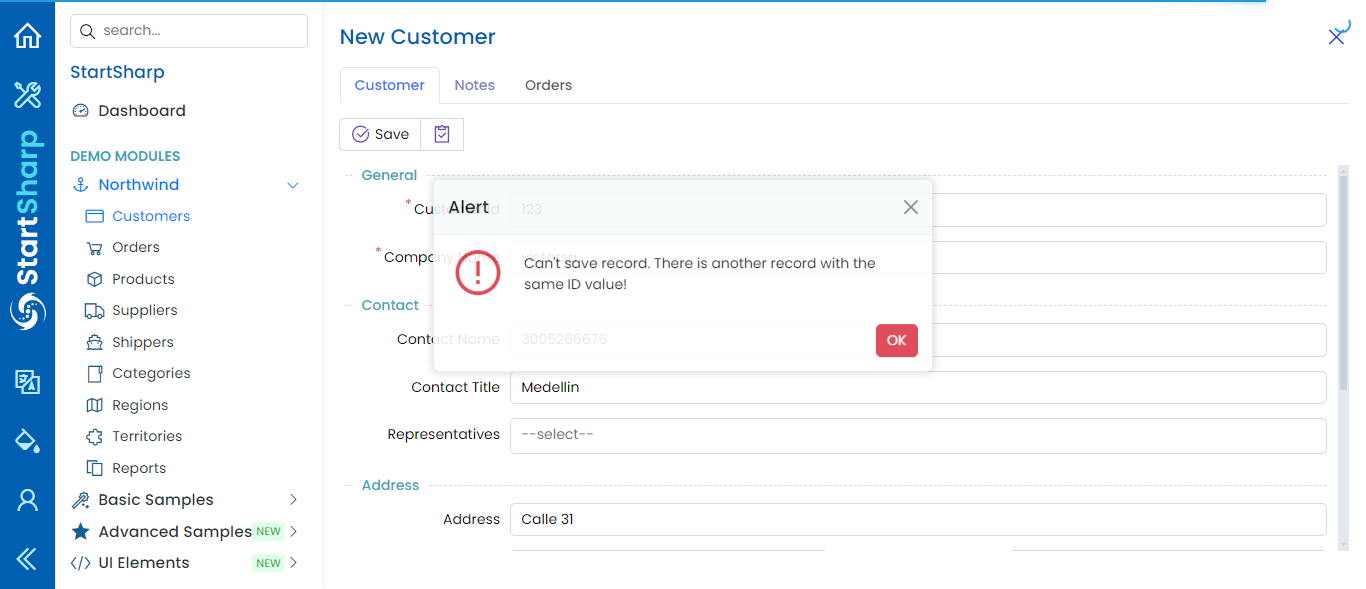 search...
StartSharp
Dashboard
DEMO MODULES
Northwind
Customers
Orders
Products
Suppliers
Shippers
Categories
Regions
Territories
Reports
Basic Samples
Advanced Samples NEW
UI Elements NEW
StartSharp
New Customer
Customer Notes Orders
Save
General
* Customer Id 123
* Company Name
Alert
Can't save record. There is another record with the
same ID value!
OK
Contact
Contact Name 3005266676
Contact Title Medellin
Representatives --select--
Address
Address Calle 31